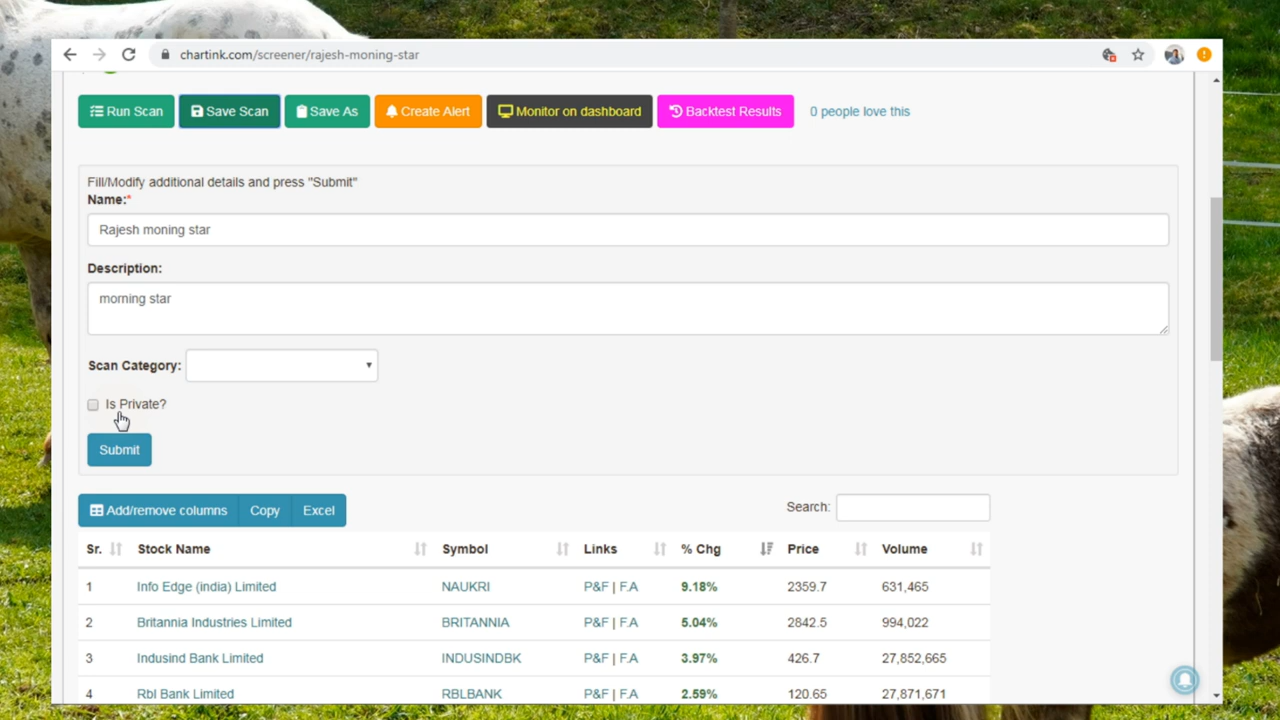 chartink.com/screener/rajesh-moning-star
Run Scan Save Scan Save As Create Alert Monitor on dashboard Backtest Results 0 people love this
Fill/Modify additional details and press "Submit"
Name:*
Rajesh moning star
Description:
morning star
Scan Category:
Is Private?
Submit
Add/remove columns Copy Excel Search:
Sr. Stock Name Symbol Links % Chg Price Volume
1 Info Edge (india) Limited NAUKRI P&F | F.A 9.18% 2359.7 631,465
2 Britannia Industries Limited BRITANNIA P&F | F.A 5.04% 2842.5 994,022
3 Indusind Bank Limited INDUSINDBK P&F | F.A 3.97% 426.7 27,852,665
4 Rbl Bank Limited RBLBANK P&F | F.A 2.59% 120.65 27,871,671